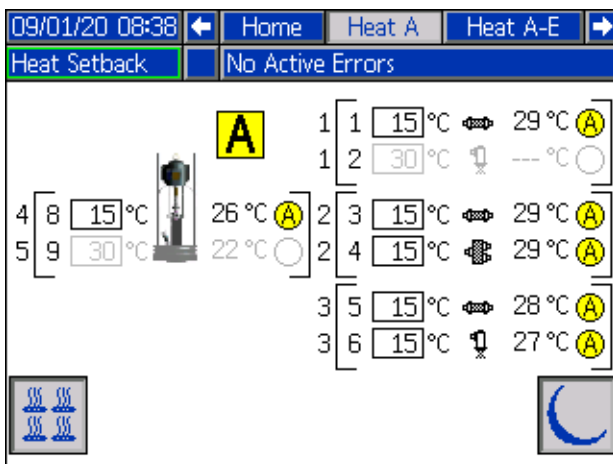 09/01/20 08:38 Home Heat A Heat A-E
Heat Setback No Active Errors
A
1 1 15 °C 29 °C A
1 2 30 °C --- °C
4 8 15 °C 26 °C A
2 3 15 °C 29 °C A
5 9 30 °C 22 °C
2 4 15 °C 29 °C A
3 5 15 °C 28 °C A
3 6 15 °C 27 °C A